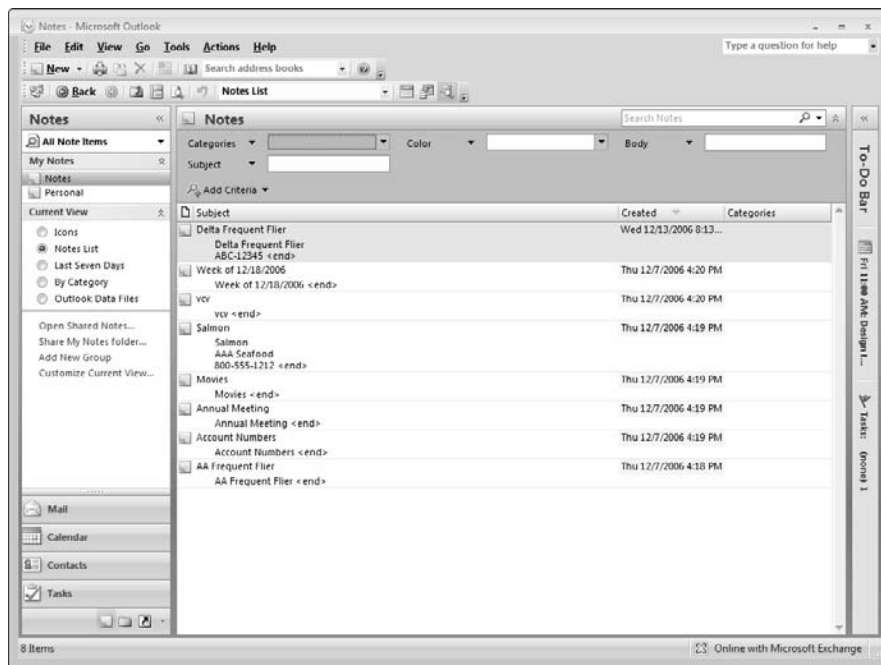 Notes - Microsoft Outlook
File Edit View Go Tools Actions Help
Type a question for help
New
Search address books
Back
Notes List
Notes
Notes
Search Notes
All Note Items
Categories
Color
Body
My Notes
Subject
Notes
Personal
Add Criteria
Current View
Subject Created Categories
Icons
Notes List
Last Seven Days
By Category
Outlook Data Files
Open Shared Notes...
Share My Notes folder...
Add New Group
Customize Current View...
Delta Frequent Flier Wed 12/13/2006 8:13...
Delta Frequent Flier
ABC-12345 <end>
Week of 12/18/2006 Thu 12/7/2006 4:20 PM
Week of 12/18/2006 <end>
vcv Thu 12/7/2006 4:20 PM
vcv <end>
Salmon Thu 12/7/2006 4:19 PM
Salmon
AAA Seafood
800-555-1212 <end>
Movies Thu 12/7/2006 4:19 PM
Movies <end>
Annual Meeting Thu 12/7/2006 4:19 PM
Annual Meeting <end>
Account Numbers Thu 12/7/2006 4:19 PM
Account Numbers <end>
AA Frequent Flier Thu 12/7/2006 4:18 PM
AA Frequent Flier <end>
To-Do Bar
Fri 11:00 AM: Design I...
Tasks: (none) 1
Mail
Calendar
Contacts
Tasks
8 Items
Online with Microsoft Exchange